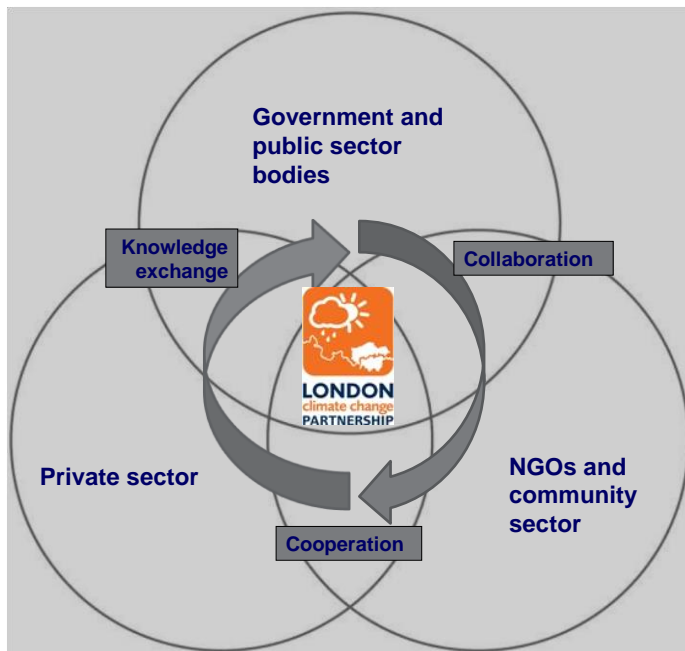 Government and
public sector
bodies
Knowledge
exchange
Collaboration
LONDON
climate change
PARTNERSHIP
Private sector
NGOs and
community
sector
Cooperation